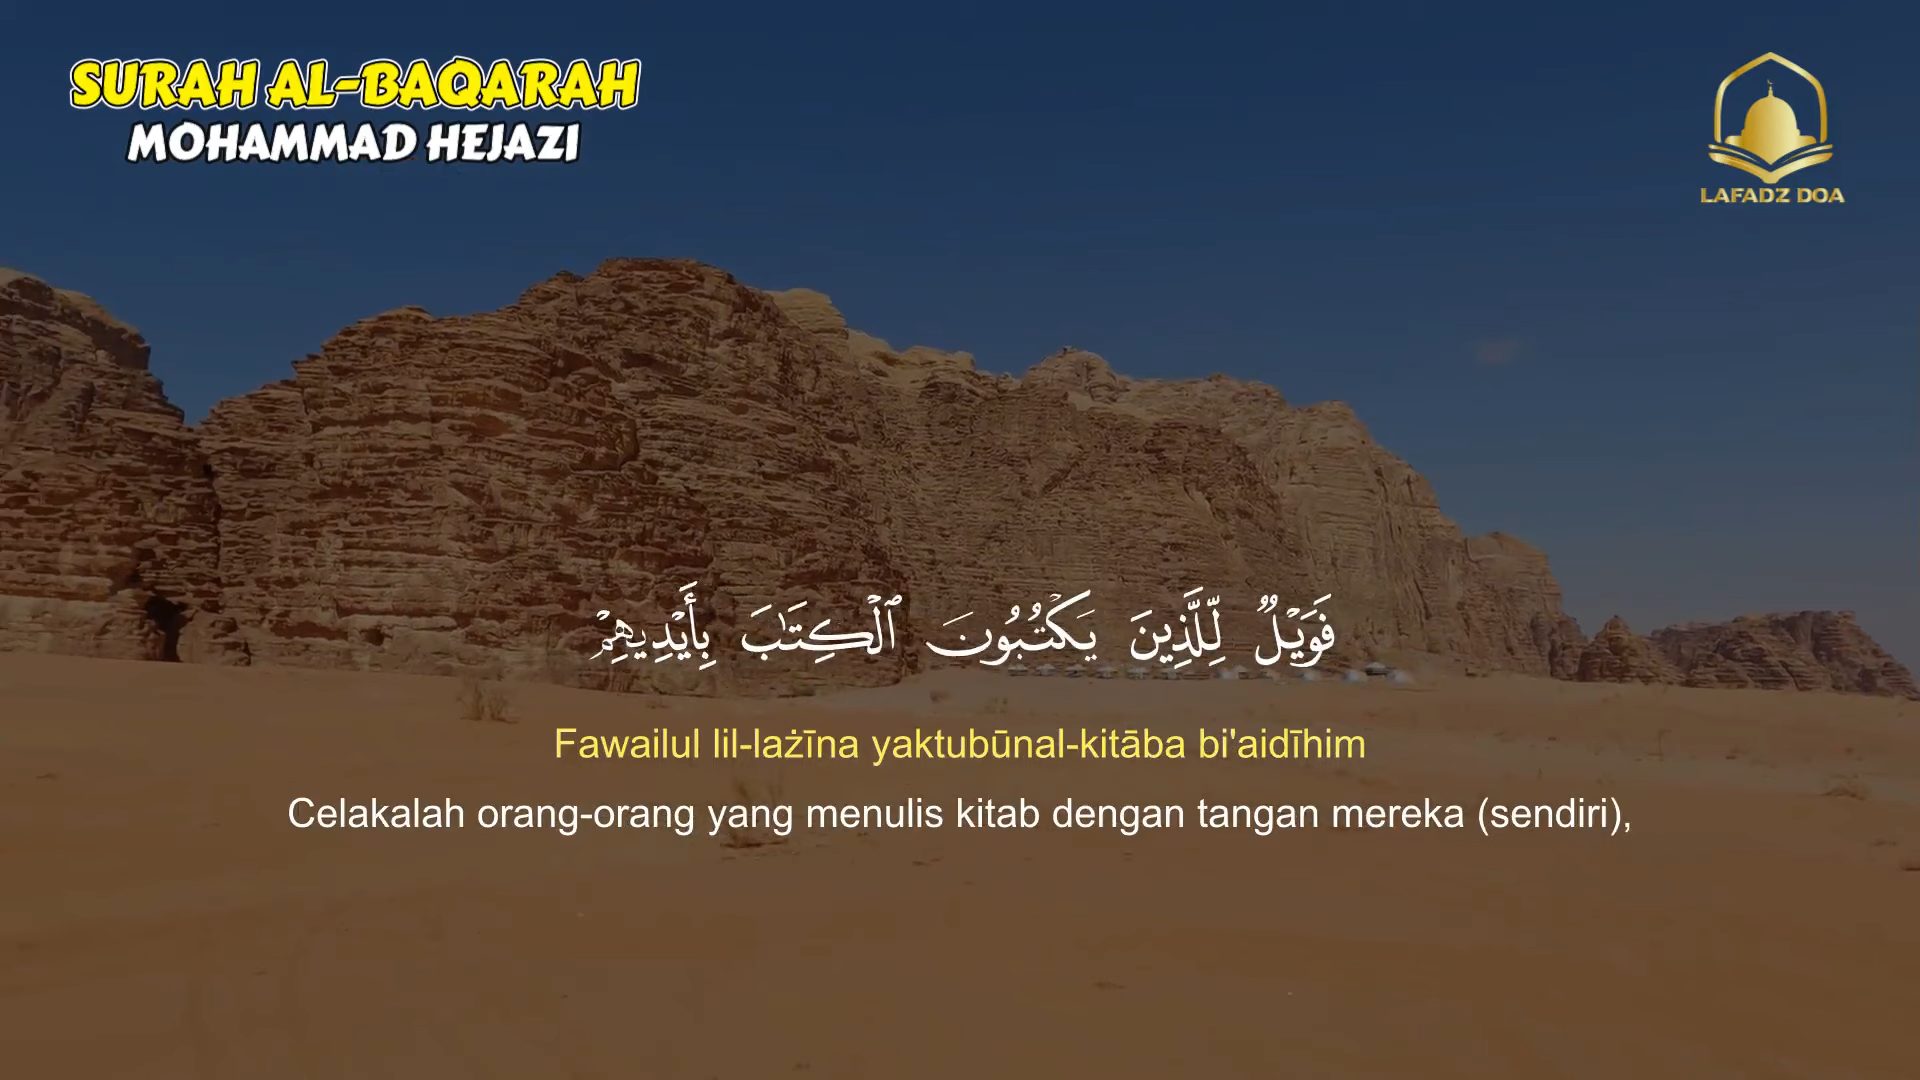 SURAH AL-BAQARAH
MOHAMMAD HEJAZI
LAFADZ DOA
فَوَيْلٌ لِّلَّذِينَ يَكْتُبُونَ ٱلْكِتَٰبَ بِأَيْدِيهِمْ
Fawailul lil-lażīna yaktubūnal-kitāba bi'aidīhim
Celakalah orang-orang yang menulis kitab dengan tangan mereka (sendiri),